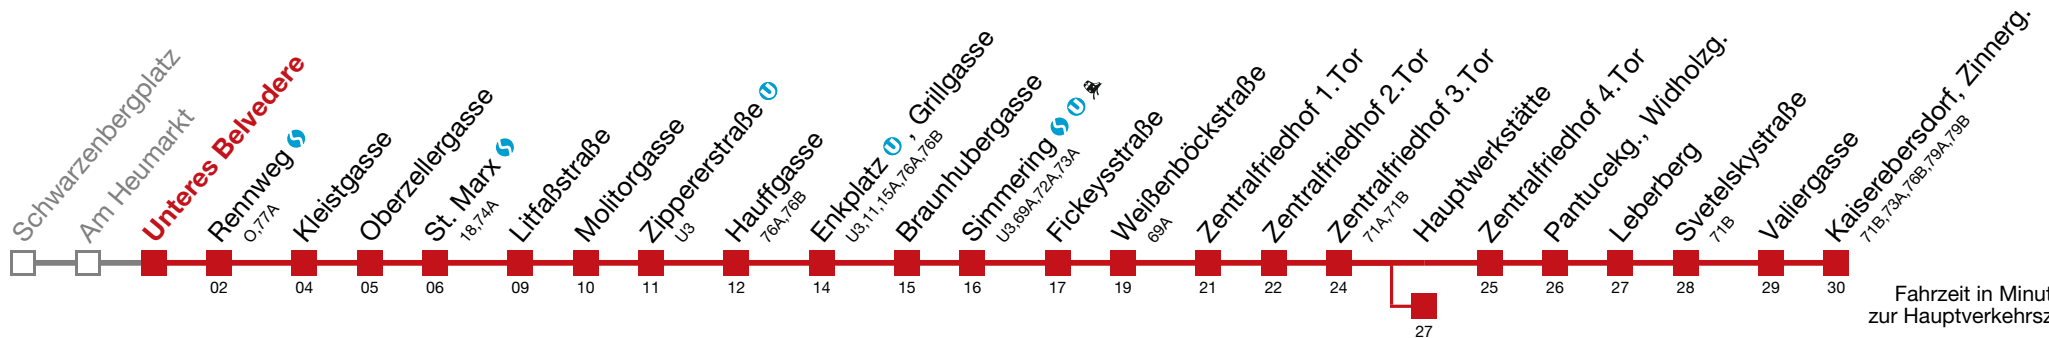 Schwarzenbergplatz
Am Heumarkt
Unteres Belvedere
Rennweg S
O,77A
Kleistgasse
Oberzellergasse
St. Marx S
18,74A
Litfaßstraße
Molitorgasse
Zippererstraße U
U3
Hauffgasse
76A,76B
Enkplatz U, Grillgasse
U3,11,15A,76A,76B
Braunhubergasse
Simmering S U
U3,69A,72A,73A
Fickeysstraße
Weißenböckstraße
69A
Zentralfriedhof 1.Tor
Zentralfriedhof 2.Tor
Zentralfriedhof 3.Tor
71A,71B
Hauptwerkstätte
Zentralfriedhof 4.Tor
Pantucekg., Widholzg.
Leberberg
Svetelskystraße
71B
Valiergasse
Kaiserebersdorf, Zinnerg.
71B,73A,76B,79A,79B
02 04 05 06 09 10 11 12 14 15 16 17 19 21 22 24 25 26 27 28 29 30
27
Fahrzeit in Minut
zur Hauptverkehrsz